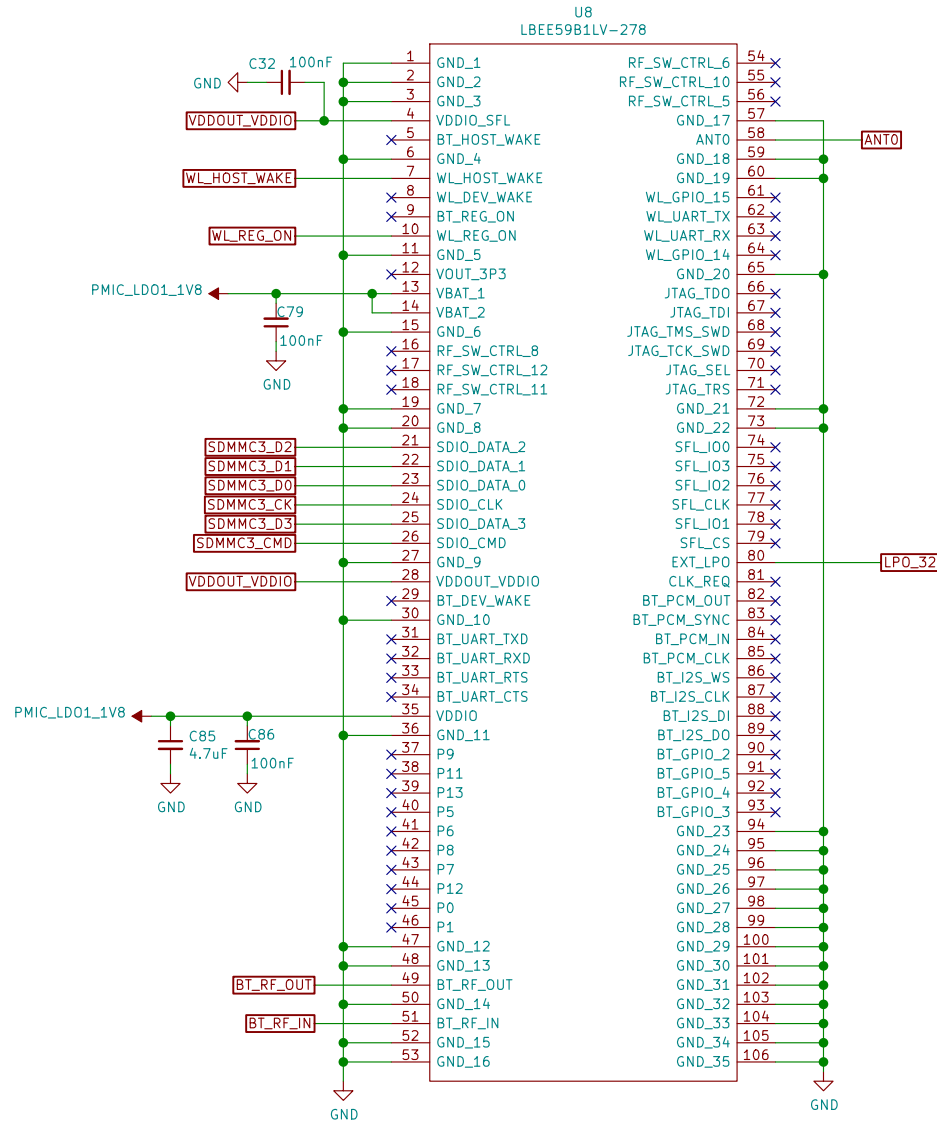 U8
LBEE59B1LV-278
C32 100nF
GND
VDDOUT_VDDIO
WL_HOST_WAKE
WL_REG_ON
PMIC_LDO1_1V8
C79
100nF
GND
SDMMC3_D2
SDMMC3_D1
SDMMC3_D0
SDMMC3_CK
SDMMC3_D3
SDMMC3_CMD
VDDOUT_VDDIO
PMIC_LDO1_1V8
C85
4.7uF
GND
C86
100nF
GND
BT_RF_OUT
BT_RF_IN
GND
1 GND_1
2 GND_2
3 GND_3
4 VDDIO_SFL
5 BT_HOST_WAKE
6 GND_4
7 WL_HOST_WAKE
8 WL_DEV_WAKE
9 BT_REG_ON
10 WL_REG_ON
11 GND_5
12 VOUT_3P3
13 VBAT_1
14 VBAT_2
15 GND_6
16 RF_SW_CTRL_8
17 RF_SW_CTRL_12
18 RF_SW_CTRL_11
19 GND_7
20 GND_8
21 SDIO_DATA_2
22 SDIO_DATA_1
23 SDIO_DATA_0
24 SDIO_CLK
25 SDIO_DATA_3
26 SDIO_CMD
27 GND_9
28 VDDOUT_VDDIO
29 BT_DEV_WAKE
30 GND_10
31 BT_UART_TXD
32 BT_UART_RXD
33 BT_UART_RTS
34 BT_UART_CTS
35 VDDIO
36 GND_11
37 P9
38 P11
39 P13
40 P5
41 P6
42 P8
43 P7
44 P12
45 P0
46 P1
47 GND_12
48 GND_13
49 BT_RF_OUT
50 GND_14
51 BT_RF_IN
52 GND_15
53 GND_16
RF_SW_CTRL_6 54
RF_SW_CTRL_10 55
RF_SW_CTRL_5 56
GND_17 57
ANT0 58
GND_18 59
GND_19 60
WL_GPIO_15 61
WL_UART_TX 62
WL_UART_RX 63
WL_GPIO_14 64
GND_20 65
JTAG_TDO 66
JTAG_TDI 67
JTAG_TMS_SWD 68
JTAG_TCK_SWD 69
JTAG_SEL 70
JTAG_TRS 71
GND_21 72
GND_22 73
SFL_IO0 74
SFL_IO3 75
SFL_IO2 76
SFL_CLK 77
SFL_IO1 78
SFL_CS 79
EXT_LPO 80
CLK_REQ 81
BT_PCM_OUT 82
BT_PCM_SYNC 83
BT_PCM_IN 84
BT_PCM_CLK 85
BT_I2S_WS 86
BT_I2S_CLK 87
BT_I2S_DI 88
BT_I2S_DO 89
BT_GPIO_2 90
BT_GPIO_5 91
BT_GPIO_4 92
BT_GPIO_3 93
GND_23 94
GND_24 95
GND_25 96
GND_26 97
GND_27 98
GND_28 99
GND_29 100
GND_30 101
GND_31 102
GND_32 103
GND_33 104
GND_34 105
GND_35 106
ANT0
LPO_32
GND